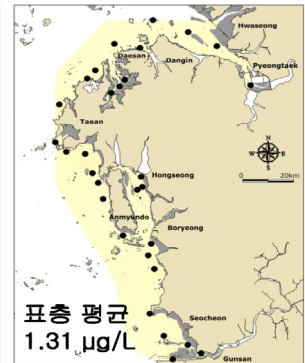 Hwaseong
Daesan
Dangin
Pyeongtaek
Taean
0 20km
Hongseong
Anmyundo
Boryeong
Seocheon
Gunsan
표층 평균
1.31 μg/L